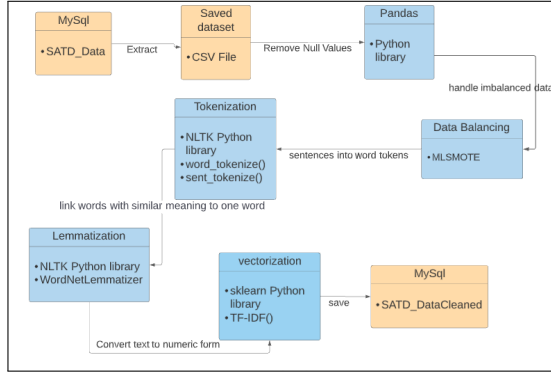 MySql
• SATD_Data
Extract
Saved
dataset
• CSV File
Remove Null Values
Pandas
• Python
library
handle imbalanced data
Data Balancing
• MLSMOTE
sentences into word tokens
Tokenization
• NLTK Python
library
• word_tokenize()
• sent_tokenize()
link words with similar meaning to one word
Lemmatization
• NLTK Python library
• WordNetLemmatizer
Convert text to numeric form
vectorization
• sklearn Python
library
• TF-IDF()
save
MySql
• SATD_DataCleaned